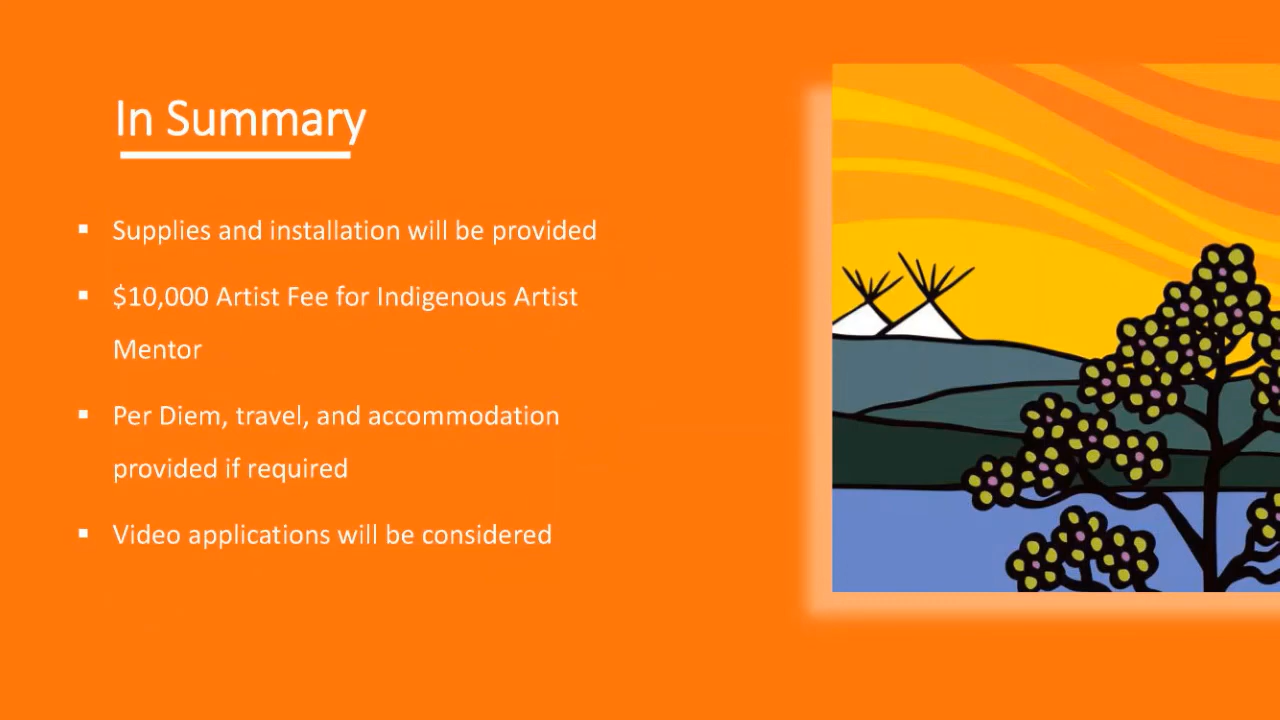 In Summary
▪ Supplies and installation will be provided
▪ $10,000 Artist Fee for Indigenous Artist
Mentor
▪ Per Diem, travel, and accommodation
provided if required
▪ Video applications will be considered